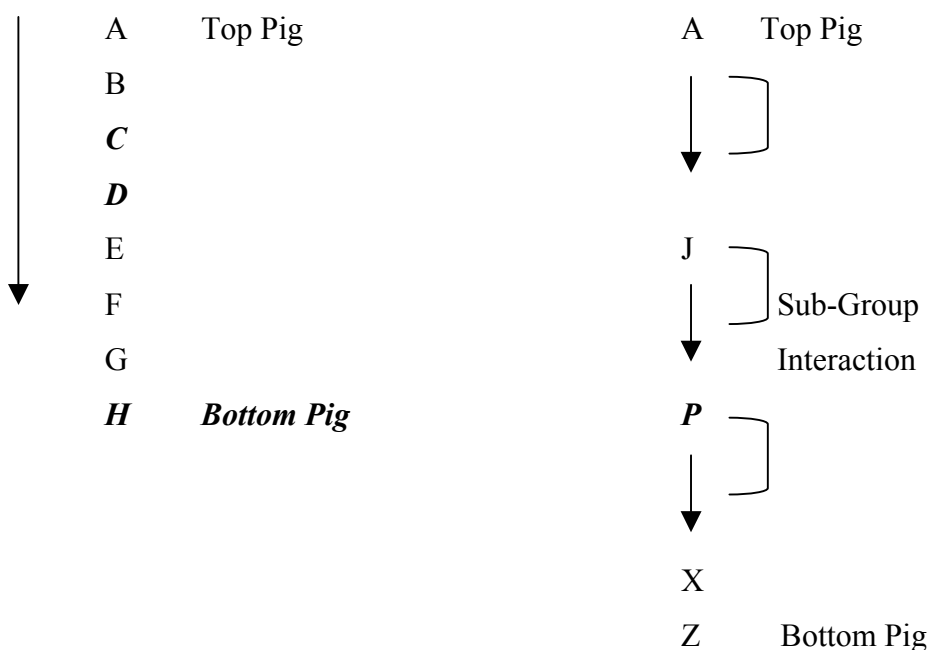 A Top Pig A Top Pig
B
C
D
E J
F Sub-Group
G Interaction
H Bottom Pig P
X
Z Bottom Pig